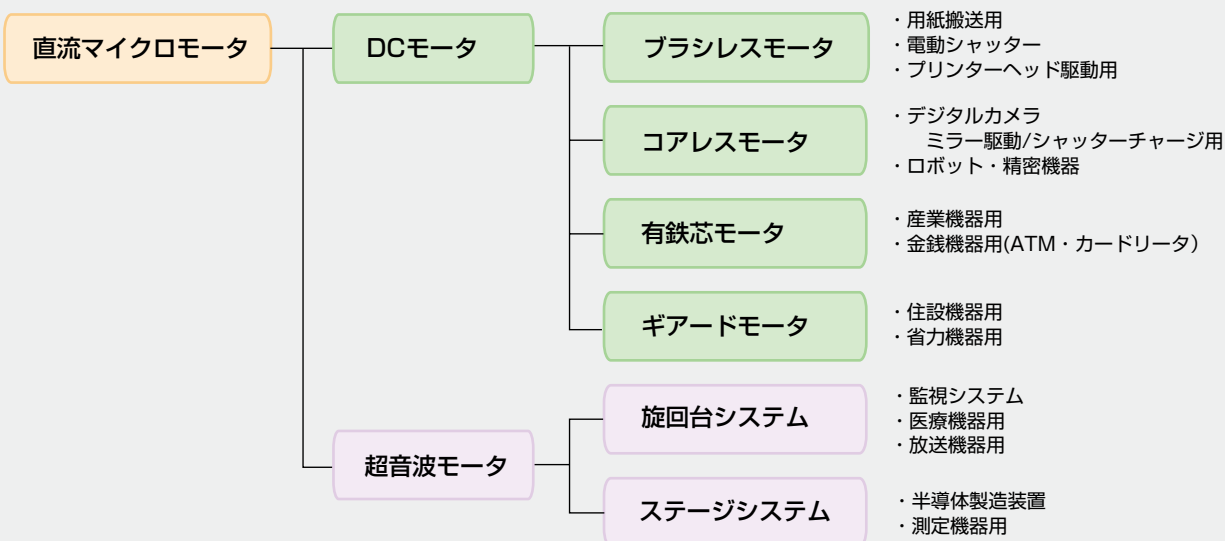 直流マイクロモータ
DCモータ
ブラシレスモータ
・用紙搬送用
・電動シャッター
・プリンターヘッド駆動用
コアレスモータ
・デジタルカメラ
ミラー駆動/シャッターチャージ用
・ロボット・精密機器
有鉄芯モータ
・産業機器用
・金銭機器用(ATM・カードリータ）
ギアードモータ
・住設機器用
・省力機器用
超音波モータ
旋回台システム
・監視システム
・医療機器用
・放送機器用
ステージシステム
・半導体製造装置
・測定機器用